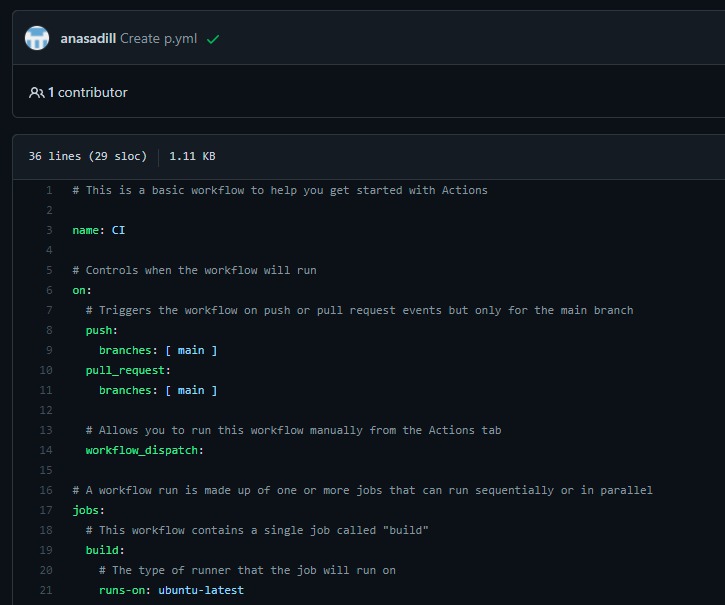 anasadill Create p.yml
1 contributor
36 lines (29 sloc) 1.11 KB
1 # This is a basic workflow to help you get started with Actions
2
3 name: CI
4
5 # Controls when the workflow will run
6 on:
7 # Triggers the workflow on push or pull request events but only for the main branch
8 push:
9 branches: [ main ]
10 pull_request:
11 branches: [ main ]
12
13 # Allows you to run this workflow manually from the Actions tab
14 workflow_dispatch:
15
16 # A workflow run is made up of one or more jobs that can run sequentially or in parallel
17 jobs:
18 # This workflow contains a single job called "build"
19 build:
20 # The type of runner that the job will run on
21 runs-on: ubuntu-latest